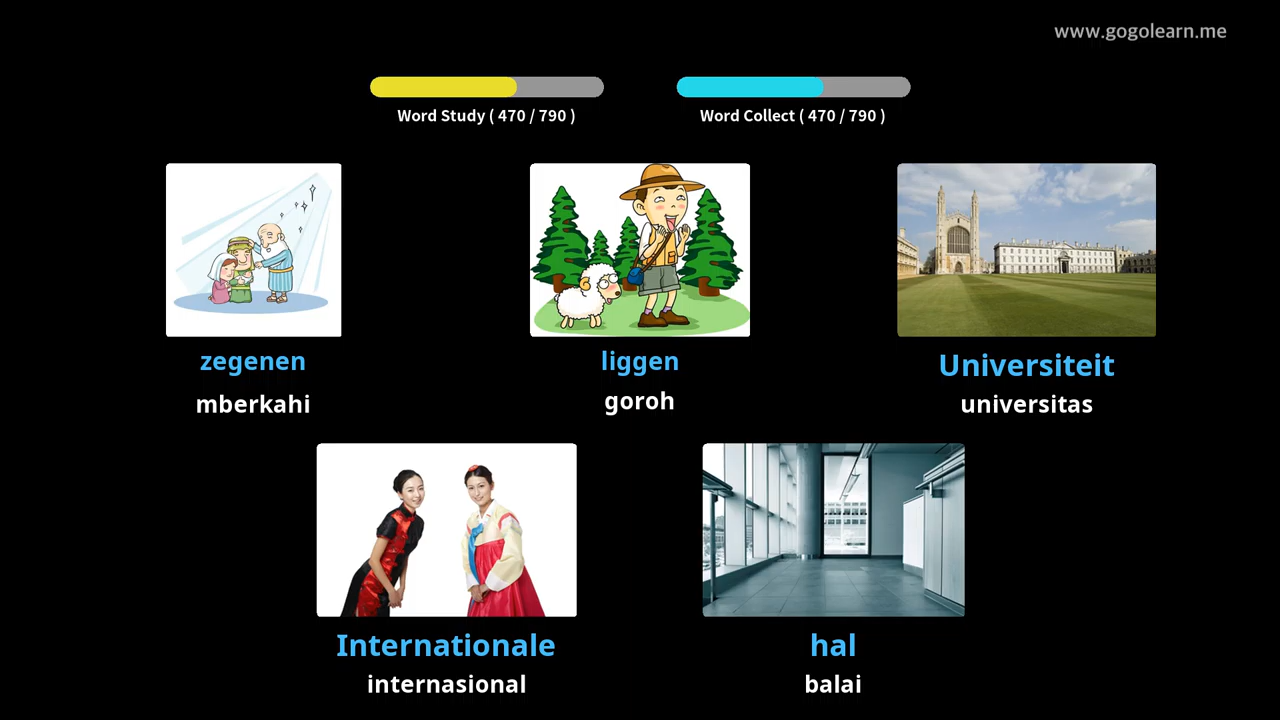 www.gogolearn.me
Word Study ( 470 / 790 )
Word Collect ( 470 / 790 )
zegenen
mberkahi
liggen
goroh
Universiteit
universitas
Internationale
internasional
hal
balai